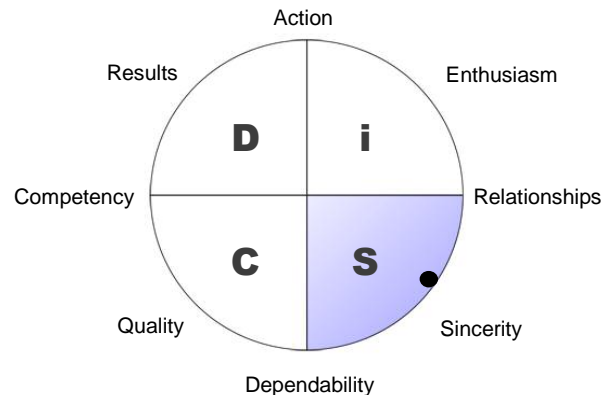 Action
Results
Enthusiasm
D
i
Competency
Relationships
C
S
Quality
Sincerity
Dependability